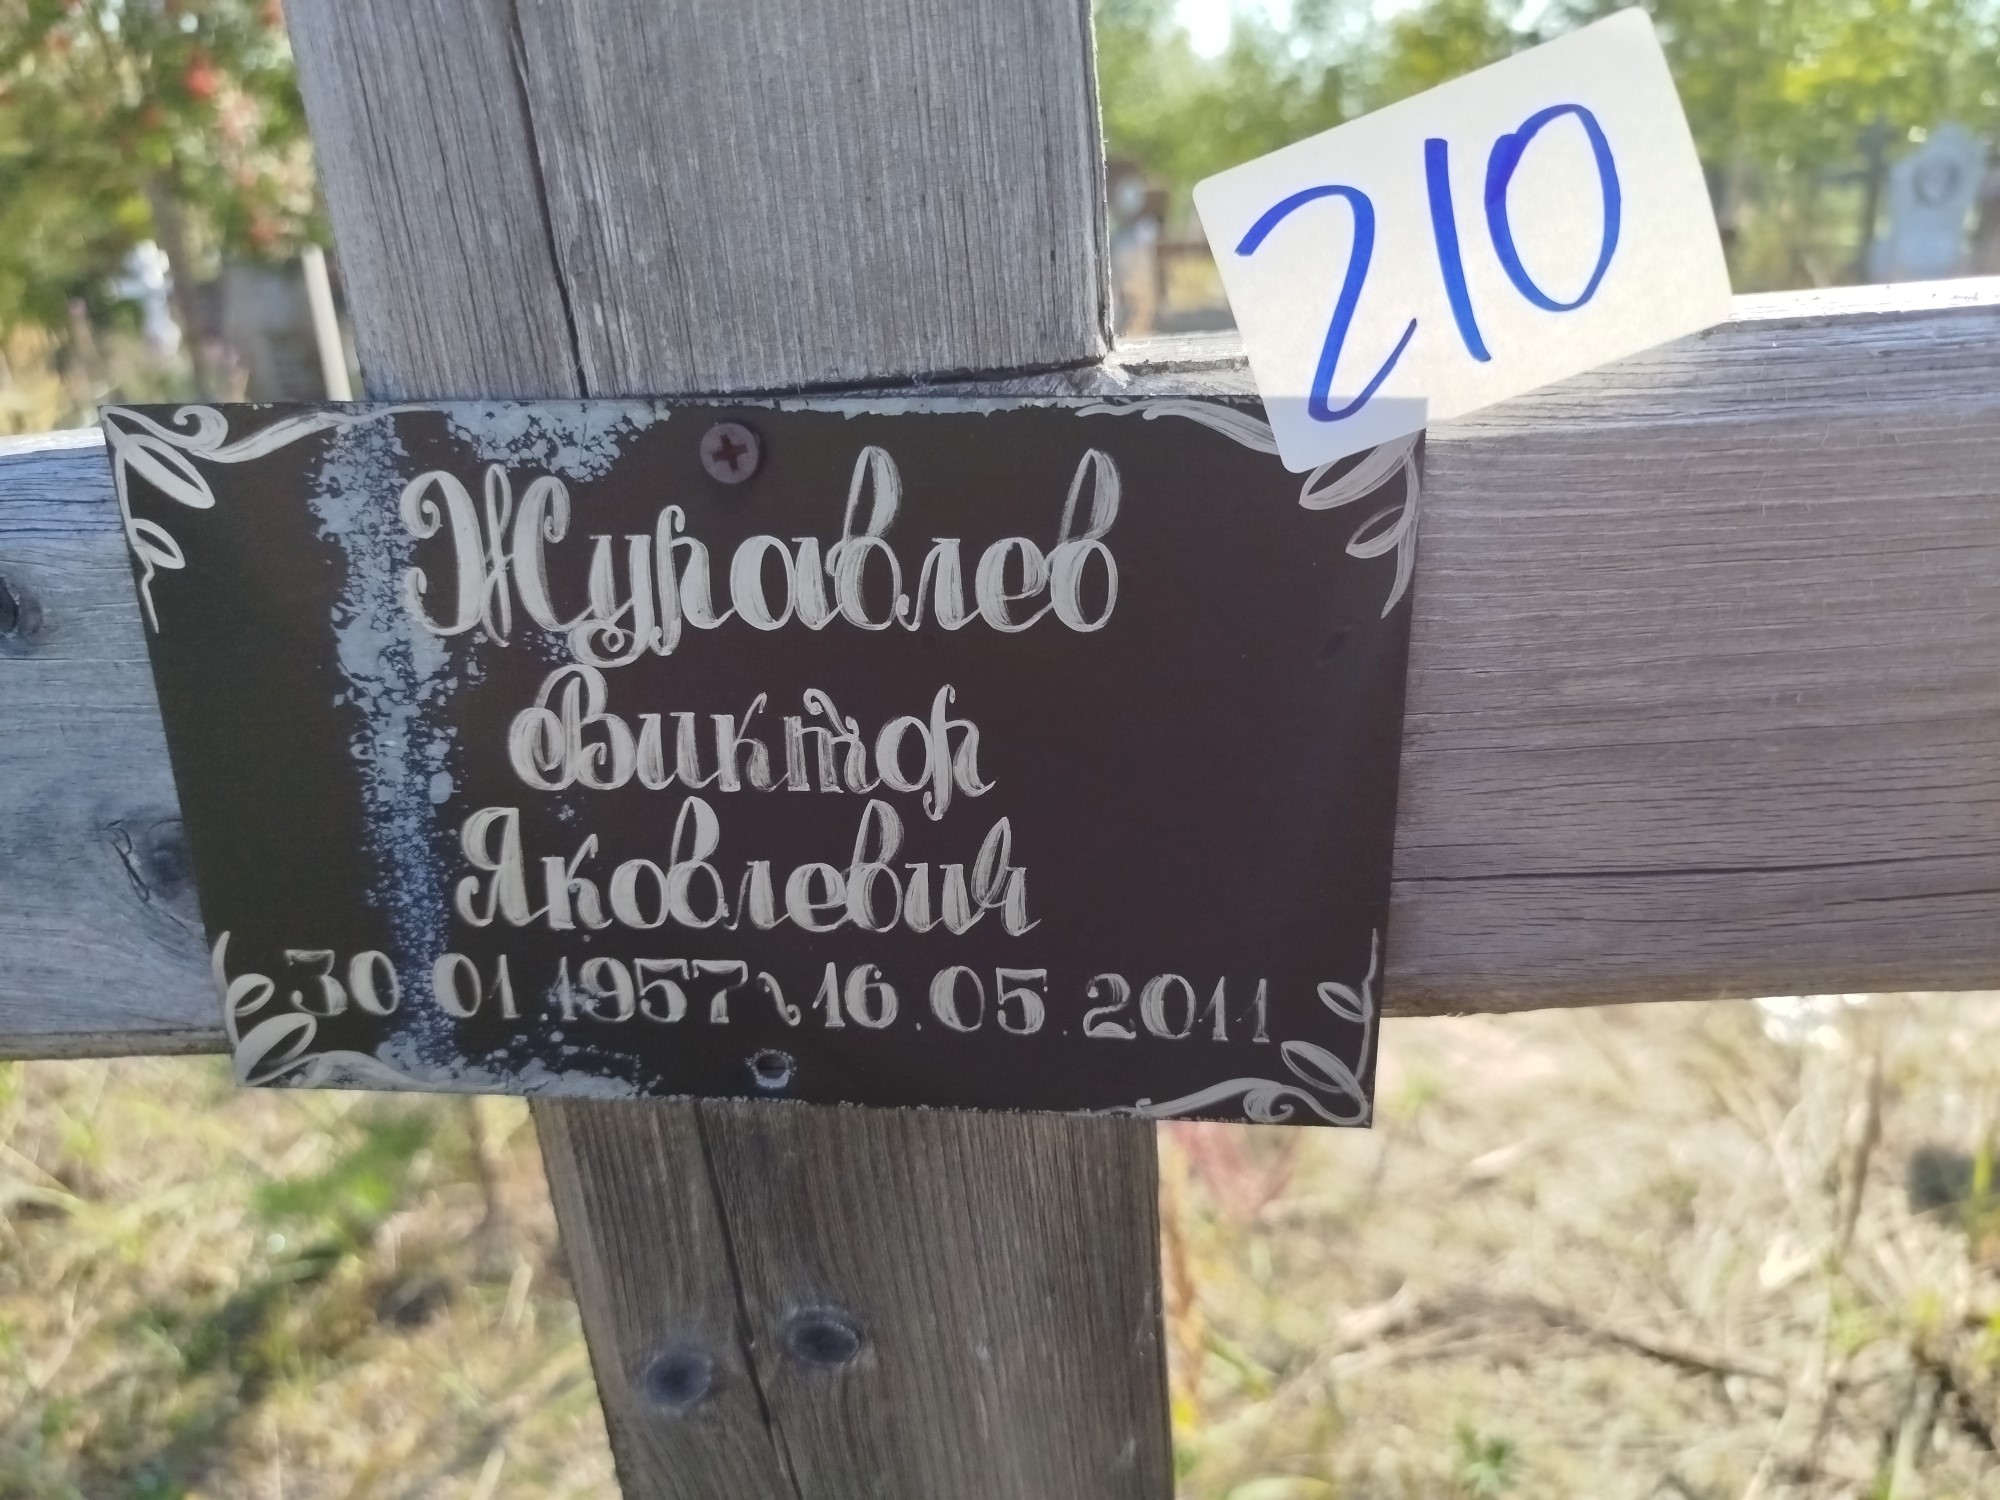 210
Журавлев
Виктор
Яковлевич
30.01.1957 \ 16.05.2011